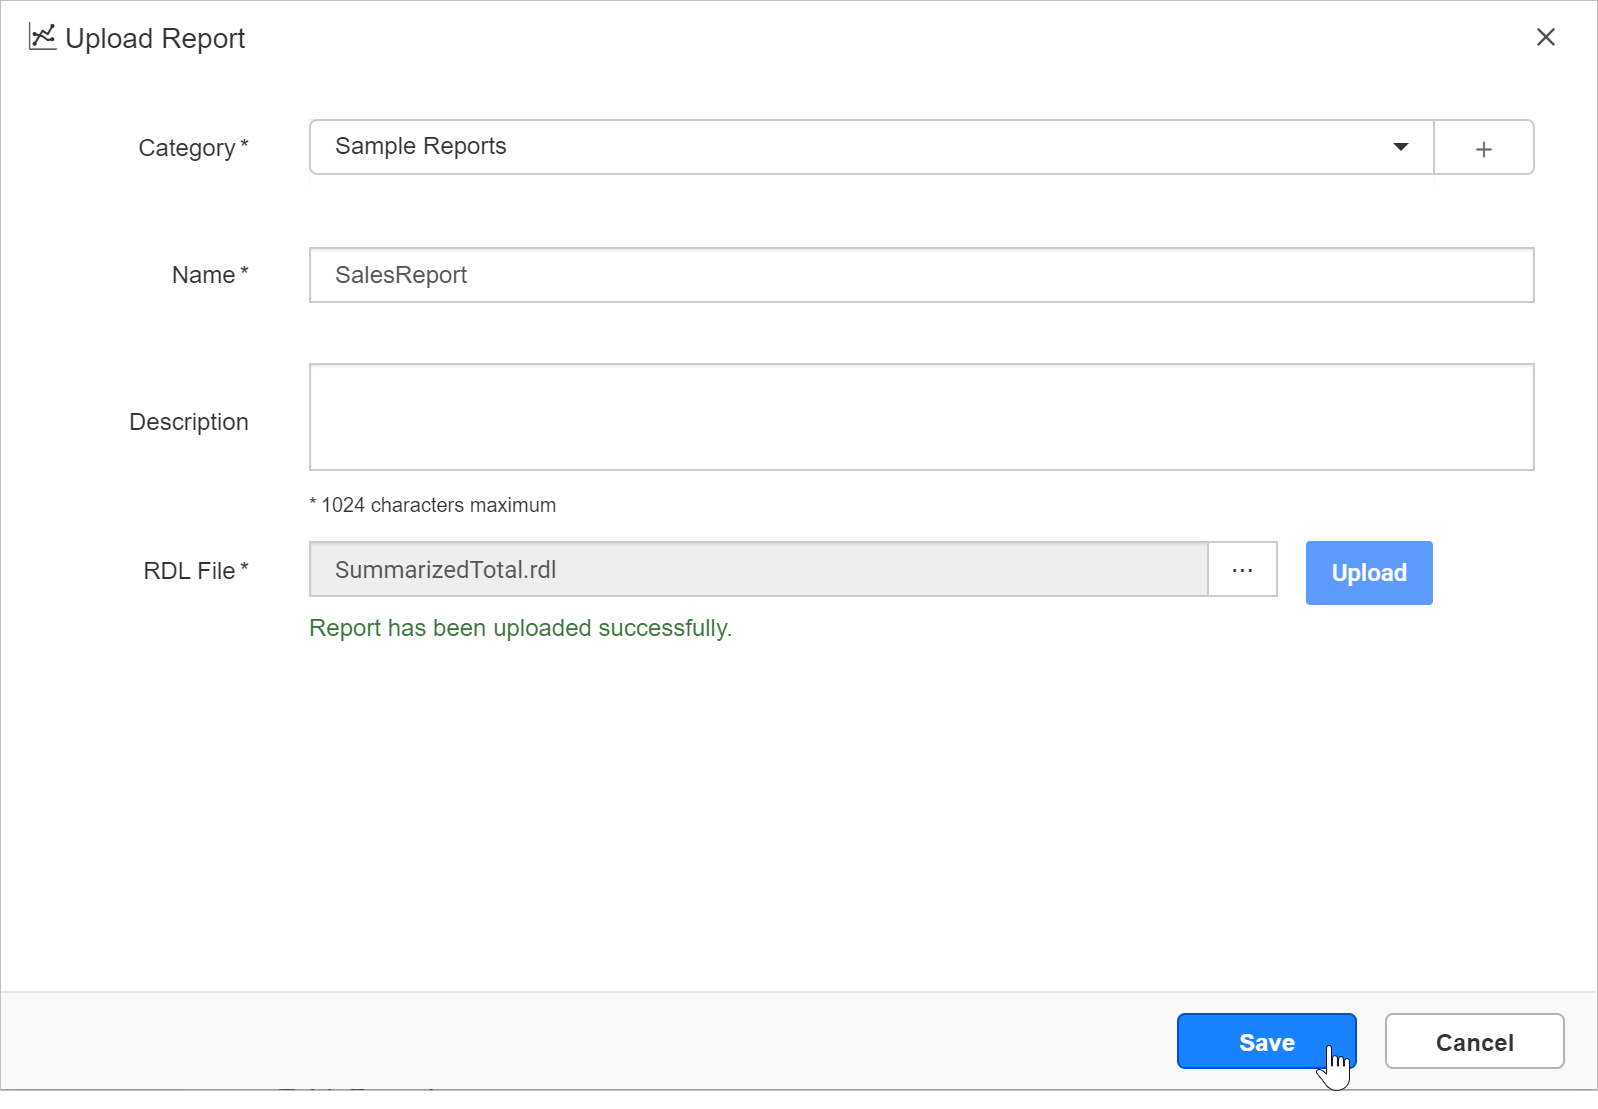 Upload Report
Category *
Sample Reports
+
Name *
SalesReport
Description
* 1024 characters maximum
RDL File *
SummarizedTotal.rdl
...
Upload
Report has been uploaded successfully.
Save
Cancel